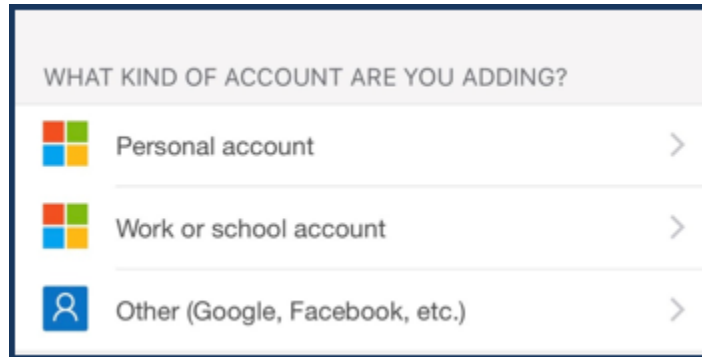 WHAT KIND OF ACCOUNT ARE YOU ADDING?
Personal account
Work or school account
Other (Google, Facebook, etc.)